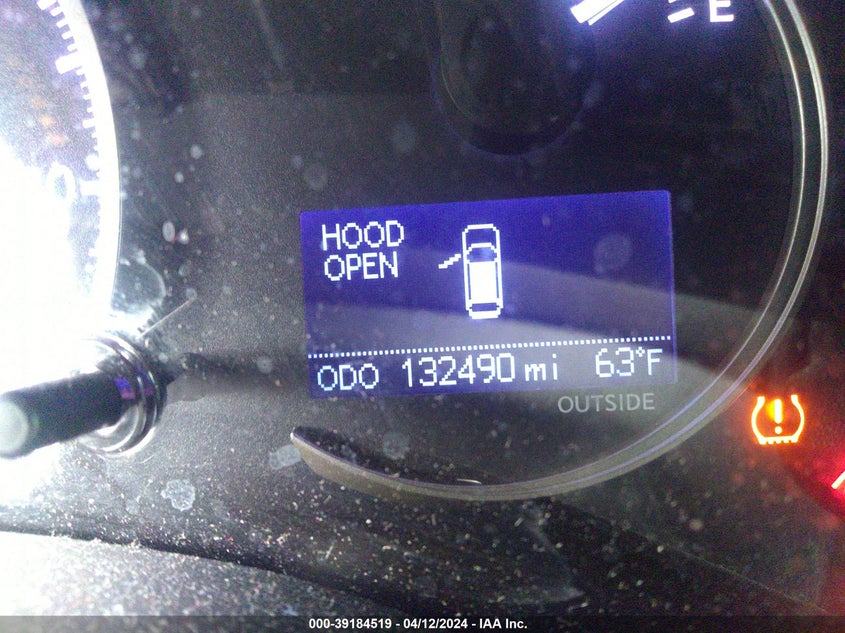 E
HOOD
OPEN
ODO 132490 mi 63°F
OUTSIDE
000-39184519 - 04/12/2024 - IAA Inc.